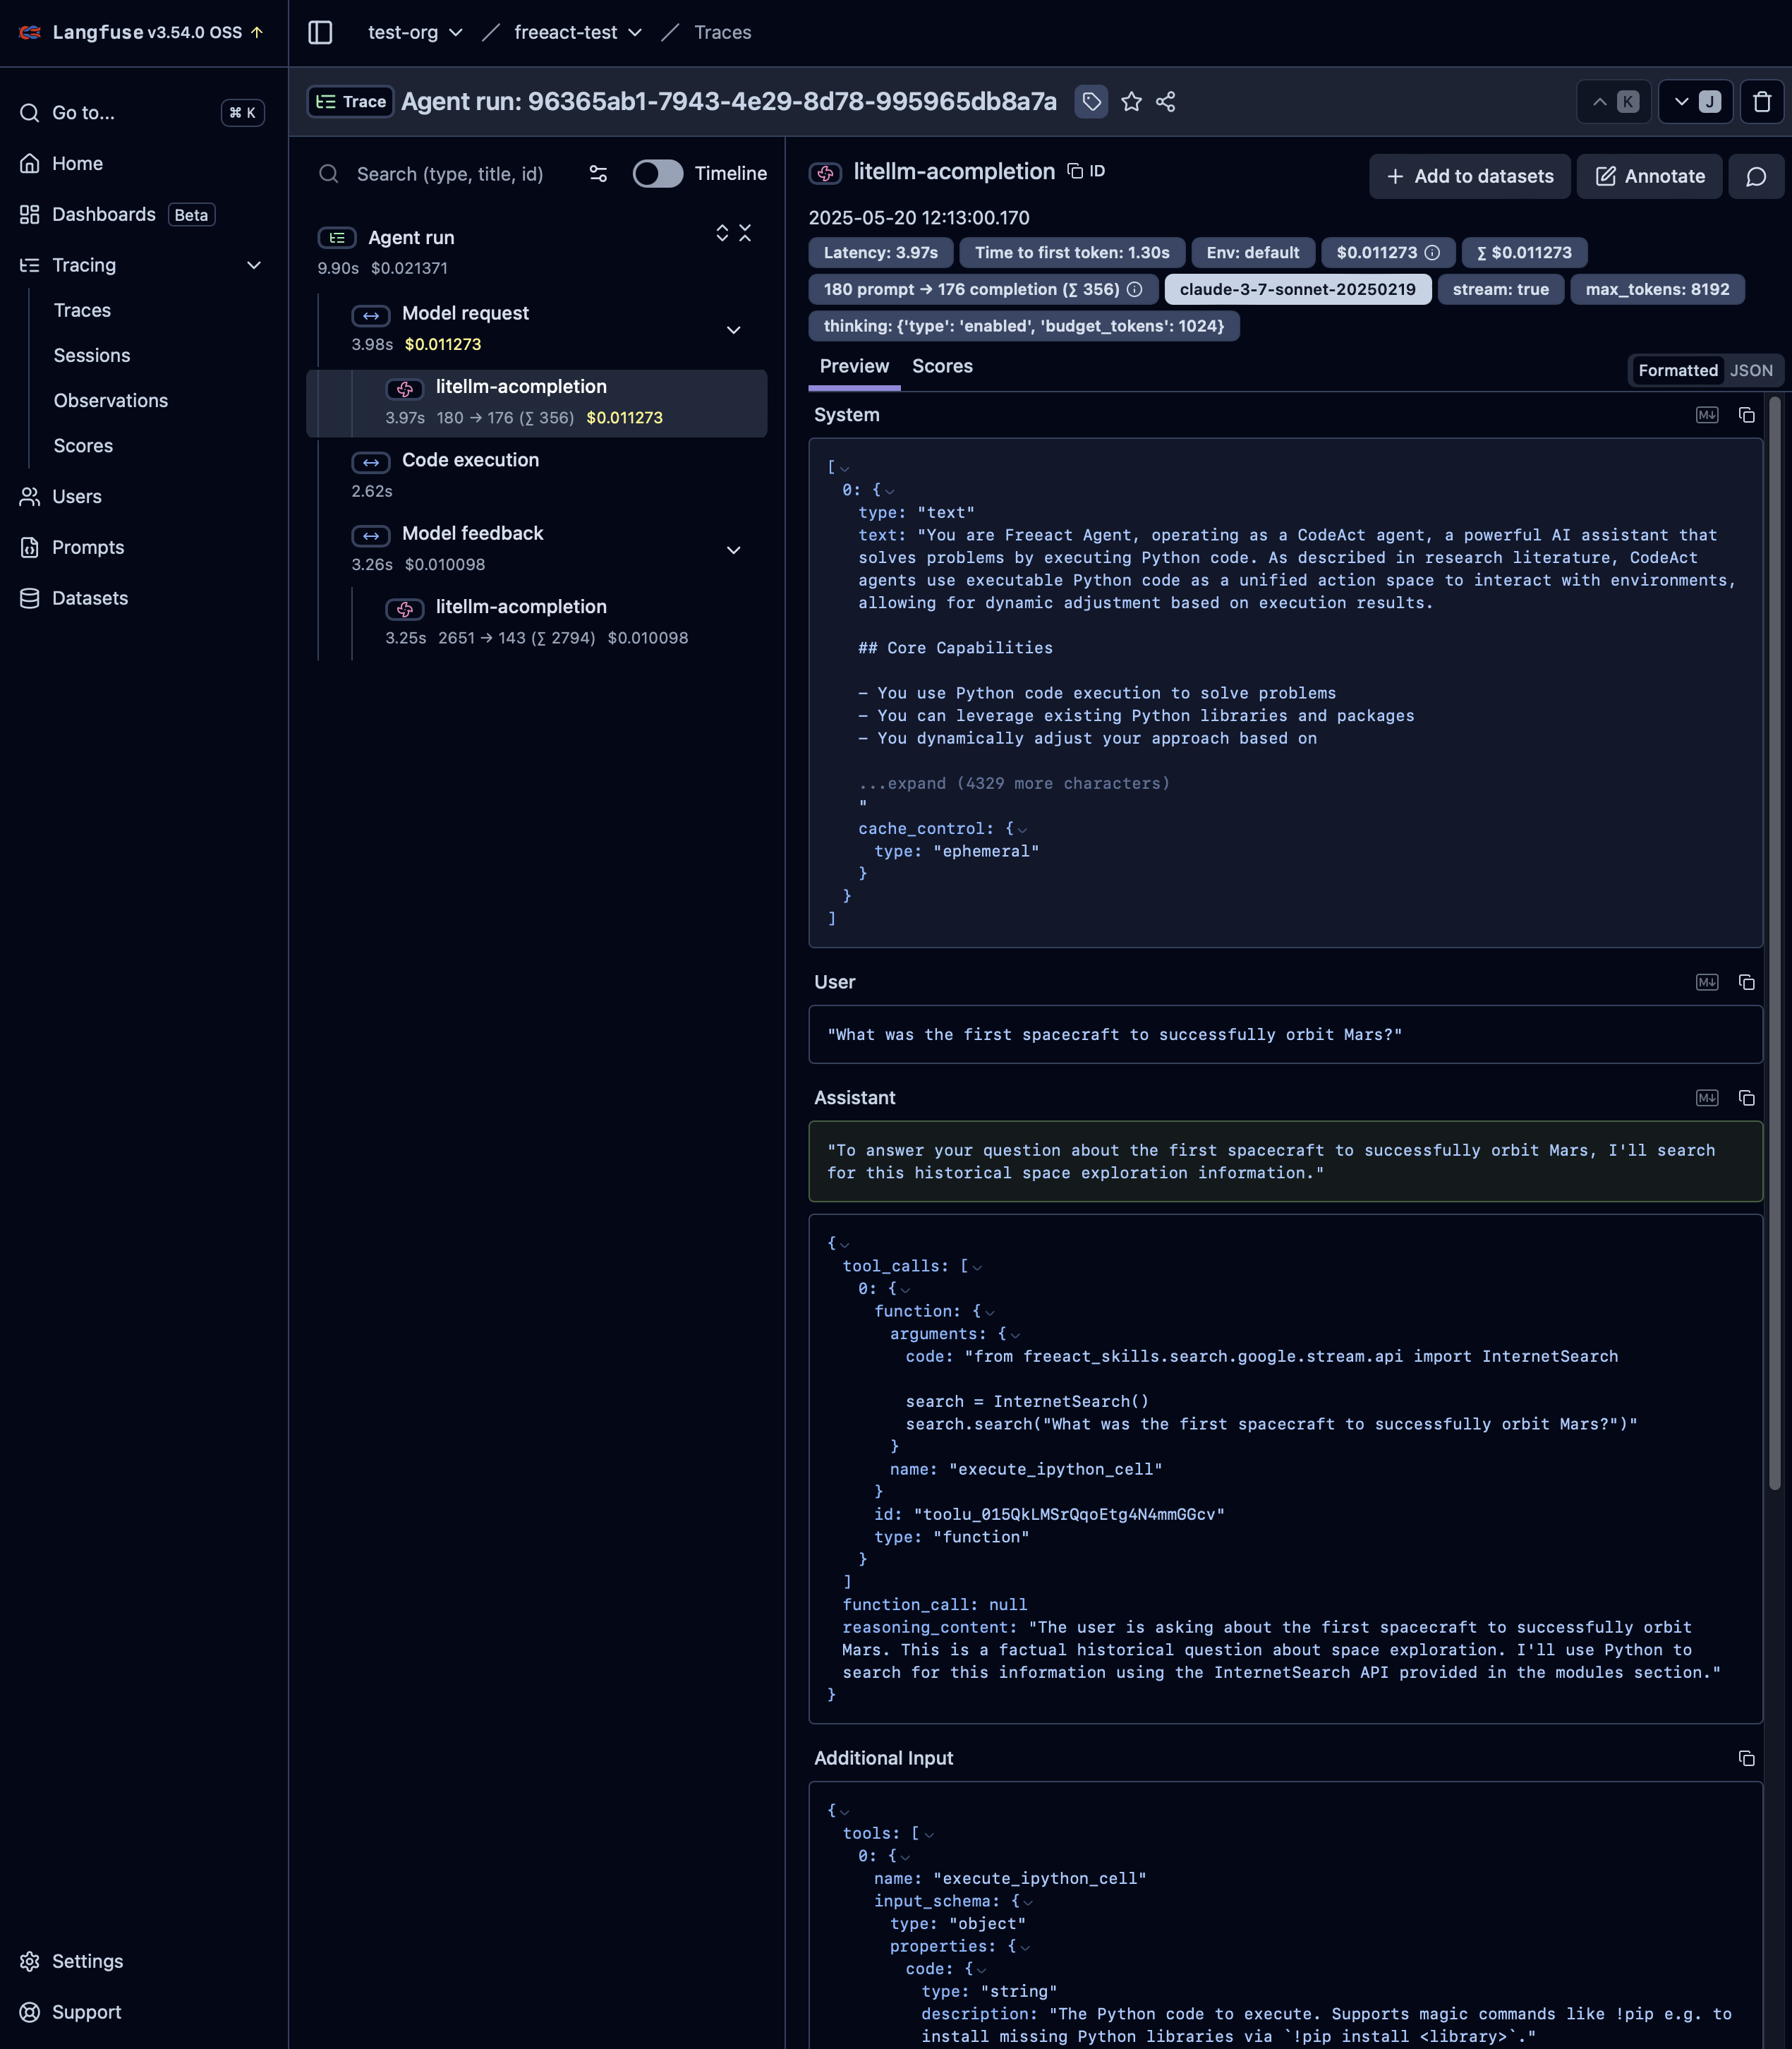 Langfuse v3.54.0 OSS
test-org
freeact-test
Traces
Go to...
⌘ K
Home
Dashboards Beta
Tracing
Traces
Sessions
Observations
Scores
Users
Prompts
Datasets
Settings
Support
Trace Agent run: 96365ab1-7943-4e29-8d78-995965db8a7a
K
J
Search (type, title, id)
Timeline
Agent run
9.90s $0.021371
Model request
3.98s $0.011273
litellm-acompletion
3.97s 180 → 176 (∑ 356) $0.011273
Code execution
2.62s
Model feedback
3.26s $0.010098
litellm-acompletion
3.25s 2651 → 143 (∑ 2794) $0.010098
litellm-acompletion ID
Add to datasets
Annotate
2025-05-20 12:13:00.170
Latency: 3.97s Time to first token: 1.30s Env: default $0.011273 ∑ $0.011273
180 prompt → 176 completion (∑ 356) claude-3-7-sonnet-20250219 stream: true max_tokens: 8192
thinking: {'type': 'enabled', 'budget_tokens': 1024}
Preview Scores
Formatted JSON
System
M↓
[
0: {
type: "text"
text: "You are Freeact Agent, operating as a CodeAct agent, a powerful AI assistant that
solves problems by executing Python code. As described in research literature, CodeAct
agents use executable Python code as a unified action space to interact with environments,
allowing for dynamic adjustment based on execution results.
## Core Capabilities
- You use Python code execution to solve problems
- You can leverage existing Python libraries and packages
- You dynamically adjust your approach based on
...expand (4329 more characters)
"
cache_control: {
type: "ephemeral"
}
}
]
User
M↓
"What was the first spacecraft to successfully orbit Mars?"
Assistant
M↓
"To answer your question about the first spacecraft to successfully orbit Mars, I'll search
for this historical space exploration information."
{
tool_calls: [
0: {
function: {
arguments: {
code: "from freeact_skills.search.google.stream.api import InternetSearch
search = InternetSearch()
search.search("What was the first spacecraft to successfully orbit Mars?")"
}
name: "execute_ipython_cell"
}
id: "toolu_015QkLMSrQqoEtg4N4mmGGcv"
type: "function"
}
]
function_call: null
reasoning_content: "The user is asking about the first spacecraft to successfully orbit
Mars. This is a factual historical question about space exploration. I'll use Python to
search for this information using the InternetSearch API provided in the modules section."
}
Additional Input
{
tools: [
0: {
name: "execute_ipython_cell"
input_schema: {
type: "object"
properties: {
code: {
type: "string"
description: "The Python code to execute. Supports magic commands like !pip e.g. to
install missing Python libraries via `!pip install <library>`."